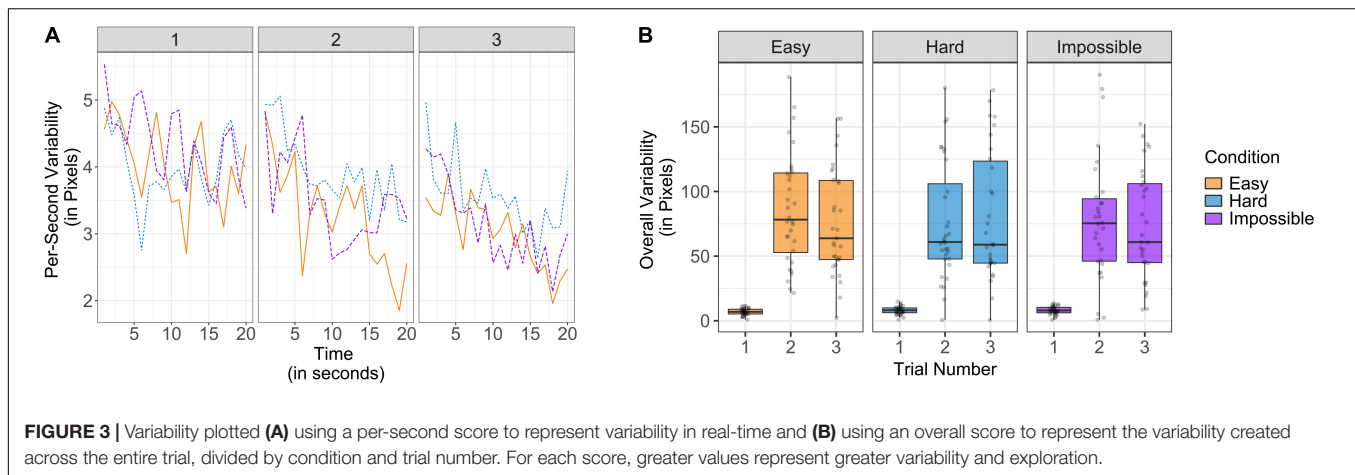 A
1 2 3
Per-Second Variability
(in Pixels)
5
4
3
2
5 10 15 20 5 10 15 20 5 10 15 20
Time
(in seconds)
B
Easy Hard Impossible
Overall Variability
(in Pixels)
150
100
50
0
1 2 3 1 2 3 1 2 3
Trial Number
Condition
Easy
Hard
Impossible
FIGURE 3 | Variability plotted (A) using a per-second score to represent variability in real-time and (B) using an overall score to represent the variability created
across the entire trial, divided by condition and trial number. For each score, greater values represent greater variability and exploration.